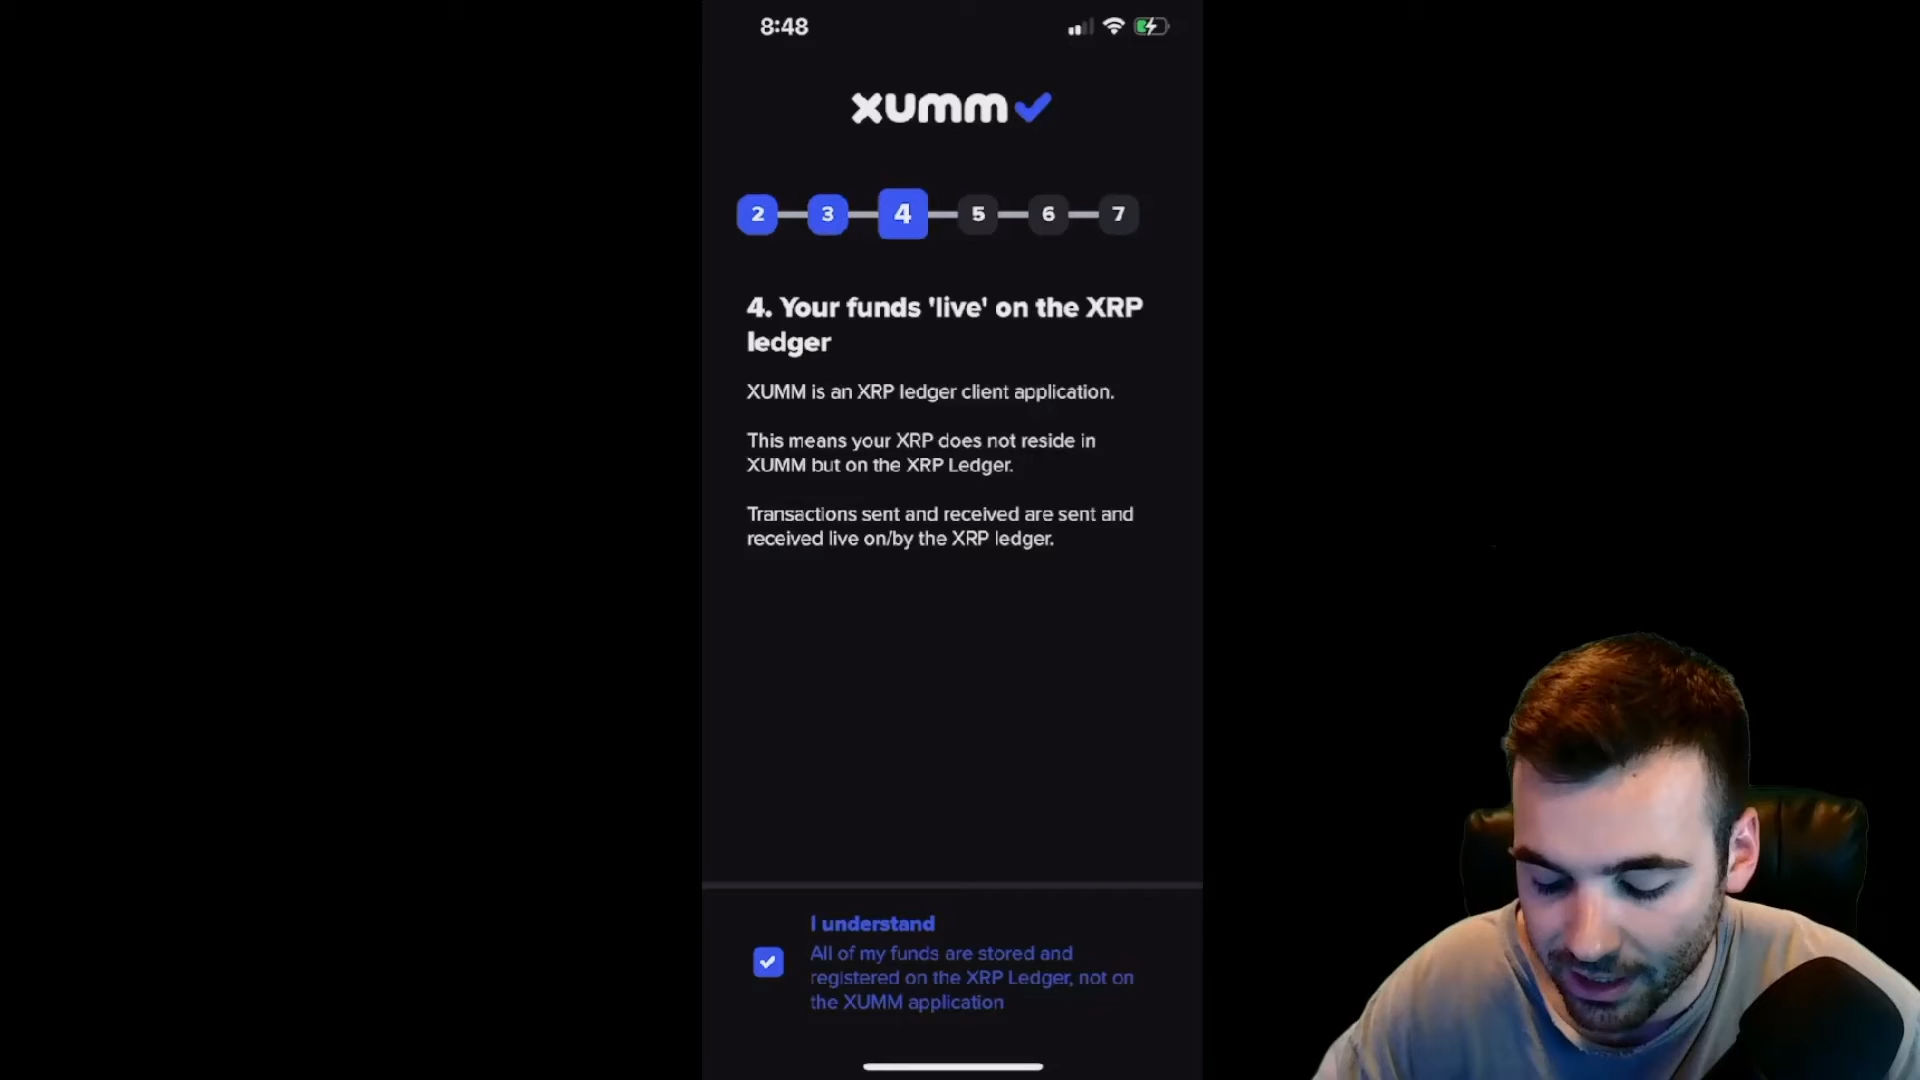 8:48
xumm
2 3 4 5 6 7
4. Your funds 'live' on the XRP
ledger
XUMM is an XRP ledger client application.
This means your XRP does not reside in
XUMM but on the XRP Ledger.
Transactions sent and received are sent and
received live on/by the XRP ledger.
I understand
All of my funds are stored and
registered on the XRP Ledger, not on
the XUMM application